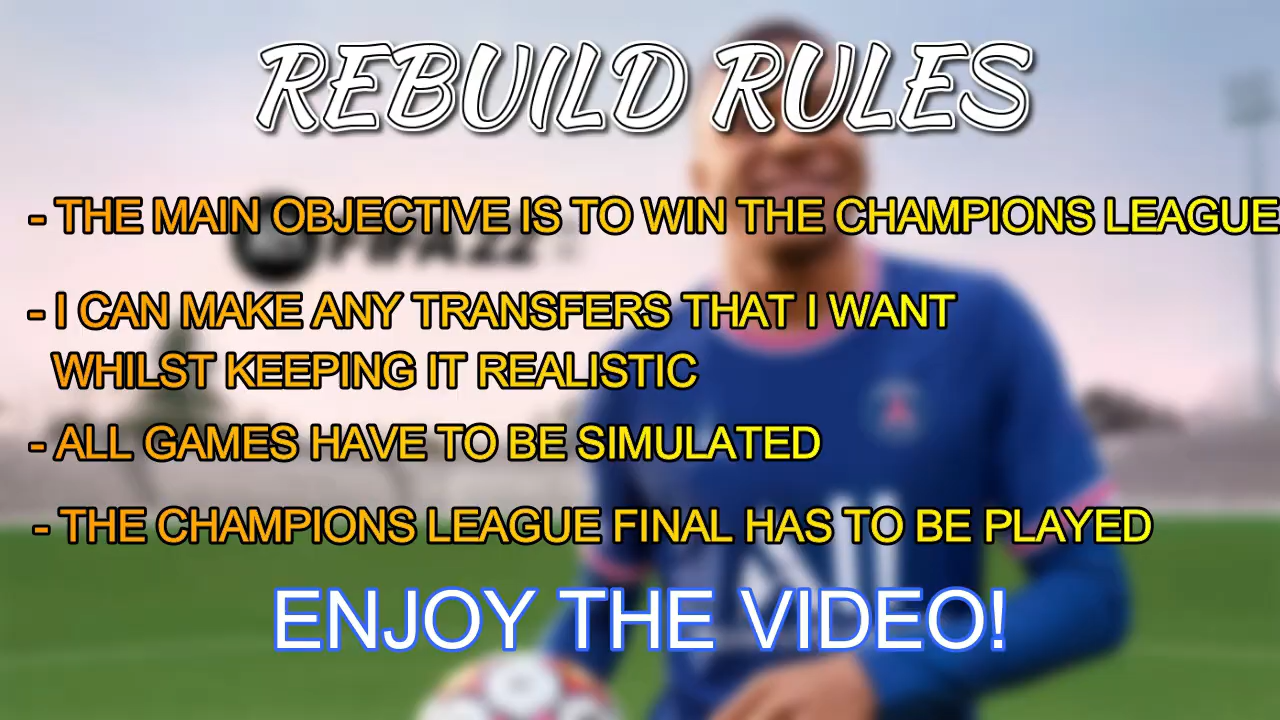 REBUILD RULES
- THE MAIN OBJECTIVE IS TO WIN THE CHAMPIONS LEAGUE
FIFA 22
- I CAN MAKE ANY TRANSFERS THAT I WANT
WHILST KEEPING IT REALISTIC
- ALL GAMES HAVE TO BE SIMULATED
- THE CHAMPIONS LEAGUE FINAL HAS TO BE PLAYED
ENJOY THE VIDEO!